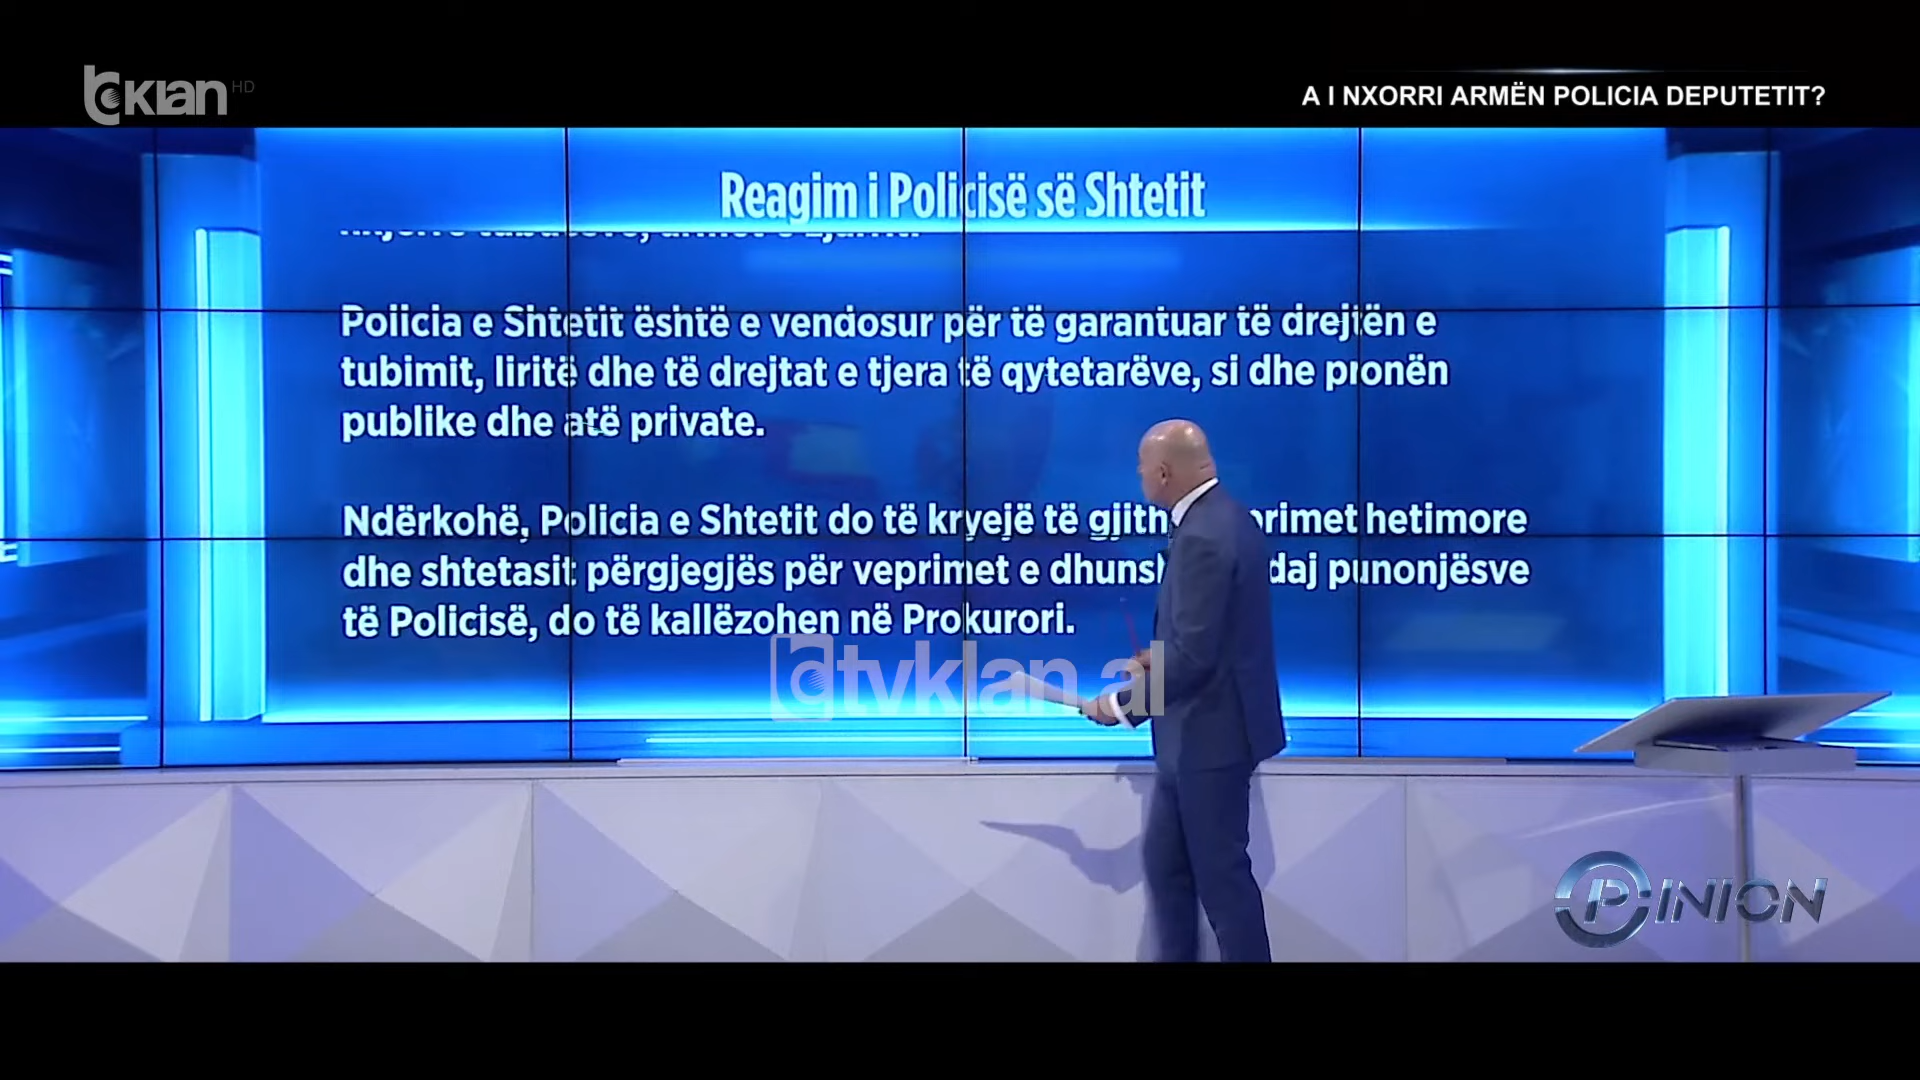 tvklan HD
A I NXORRI ARMËN POLICIA DEPUTETIT?
Reagim i Policisë së Shtetit
Policia e Shtetit është e vendosur për të garantuar të drejtën e
tubimit, liritë dhe të drejtat e tjera të qytetarëve, si dhe pronën
publike dhe atë private.
Ndërkohë, Policia e Shtetit do të kryejë të hetimore
dhe shtetasit përgjegjës për veprimet e punonjësve
të Policisë, do të kallëzohen në Prokurori.
tvklan.al
OPINION